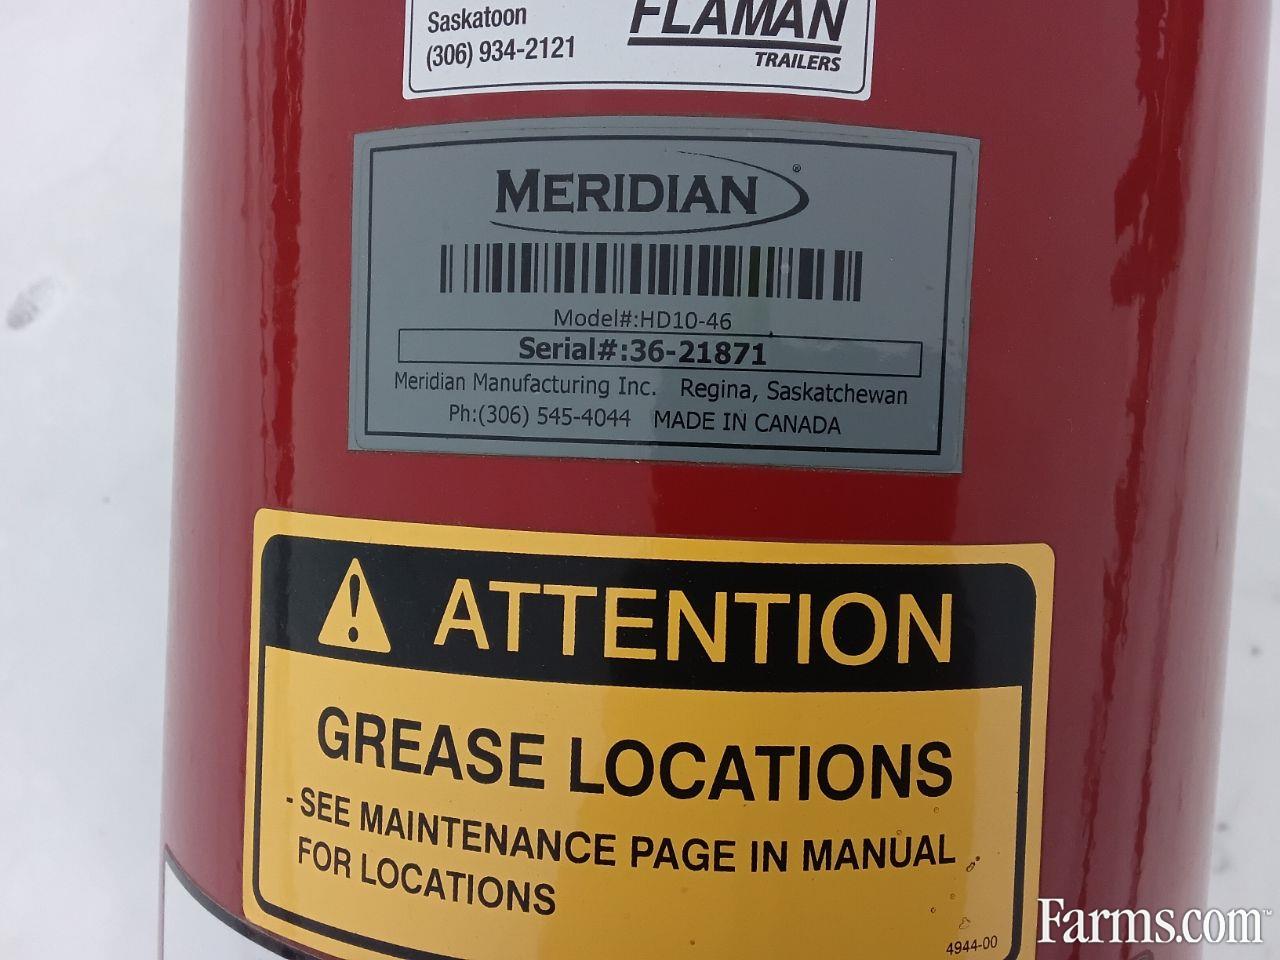 Saskatoon
(306) 934-2121
FLAMAN
TRAILERS
MERIDIAN®
Model#:HD10-46
Serial#:36-21871
Meridian Manufacturing Inc. Regina, Saskatchewan
Ph:(306) 545-4044 MADE IN CANADA
ATTENTION
GREASE LOCATIONS
- SEE MAINTENANCE PAGE IN MANUAL
FOR LOCATIONS
4944-00
Farms.com™